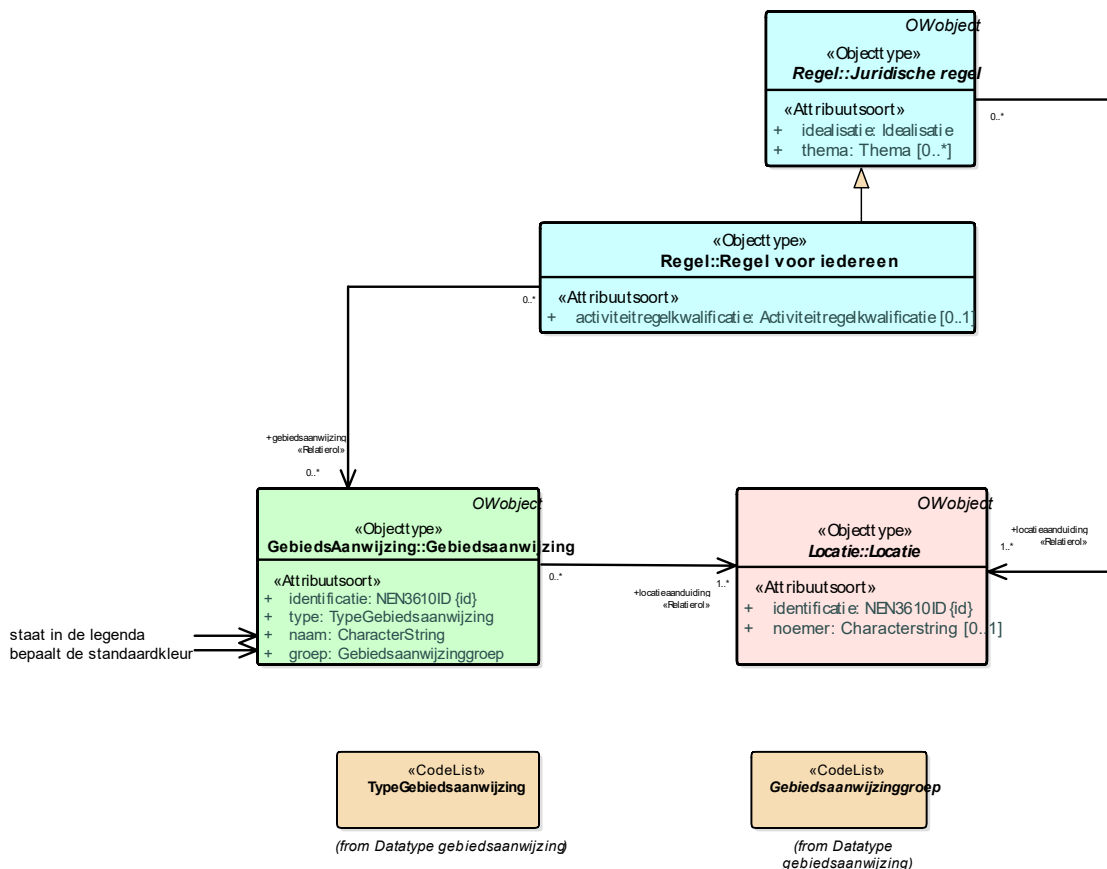 OWobject
«Objecttype»
Regel::Juridische regel
«Attribuutsoort»
+ idealisatie: Idealisatie
+ thema: Thema [0..*]
0..*
«Objecttype»
Regel::Regel voor iedereen
«Attribuutsoort»
+ activiteitregelkwalificatie: Activiteitregelkwalificatie [0..1]
0..*
+gebiedsaanwijzing
«Relatierol»
0..*
OWobject
«Objecttype»
GebiedsAanwijzing::Gebiedsaanwijzing
«Attribuutsoort»
+ identificatie: NEN3610ID {id}
+ type: TypeGebiedsaanwijzing
+ naam: CharacterString
+ groep: Gebiedsaanwijzinggroep
staat in de legenda
bepaalt de standaardkleur
0..*
+locatieaanduiding
«Relatierol»
1..*
OWobject
«Objecttype»
Locatie::Locatie
«Attribuutsoort»
+ identificatie: NEN3610ID {id}
+ noemer: Characterstring [0..1]
+locatieaanduiding
«Relatierol»
1..*
«CodeList»
TypeGebiedsaanwijzing
(from Datatype gebiedsaanwijzing)
«CodeList»
Gebiedsaanwijzinggroep
(from Datatype
gebiedsaanwijzing)